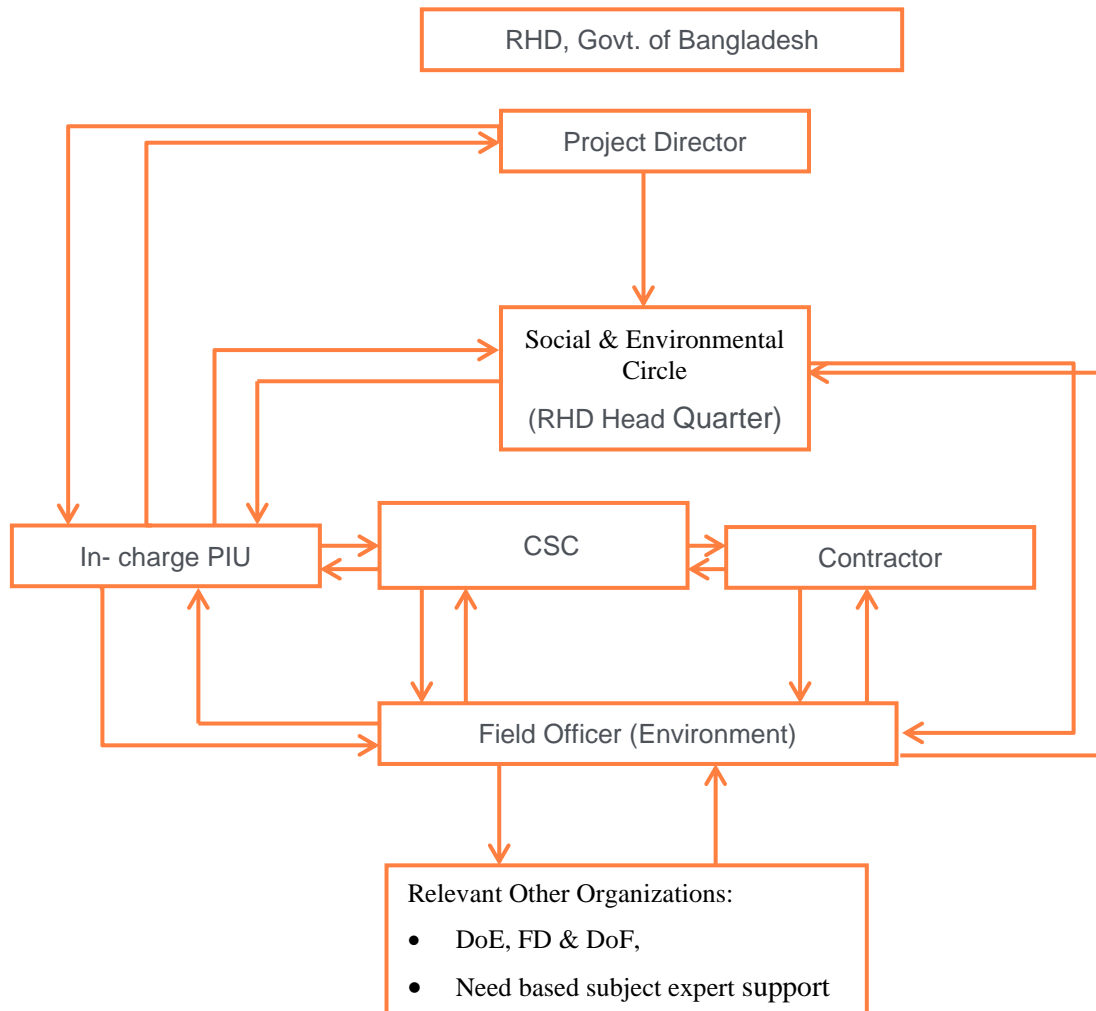 RHD, Govt. of Bangladesh
Project Director
Social & Environmental
Circle
(RHD Head Quarter)
In- charge PIU
CSC
Contractor
Field Officer (Environment)
Relevant Other Organizations:
• DoE, FD & DoF,
• Need based subject expert support